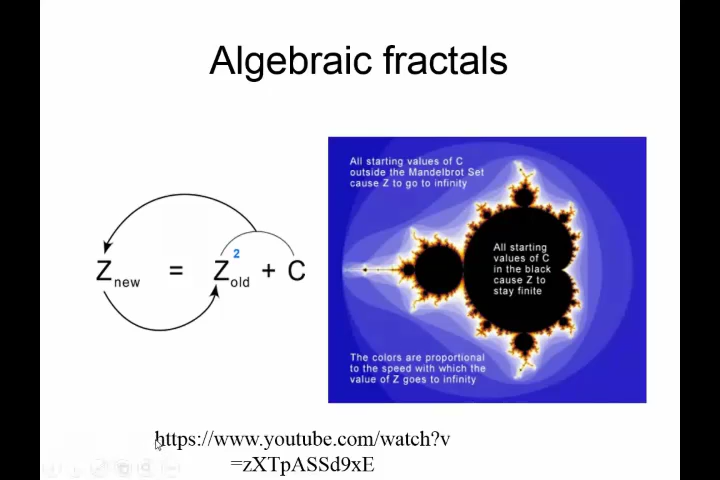 Algebraic fractals
All starting values of C
outside the Mandelbrot Set
cause Z to go to infinity
Z new = Z old 2 + C
All starting
values of C
in the black
cause Z to
stay finite
The colors are proportional
to the speed with which the
value of Z goes to infinity
https://www.youtube.com/watch?v
=zXTpASSd9xE